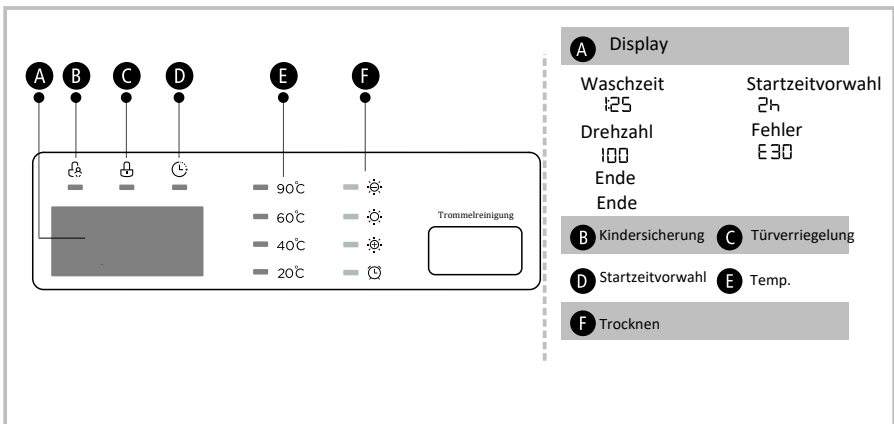 A B C D E F
90℃
60℃
40℃
20℃
Trommelreinigung
A Display
Waschzeit Startzeitvorwahl
1:25 2h
Drehzahl Fehler
100 E30
Ende
Ende
B Kindersicherung C Türverriegelung
D Startzeitvorwahl E Temp.
F Trocknen